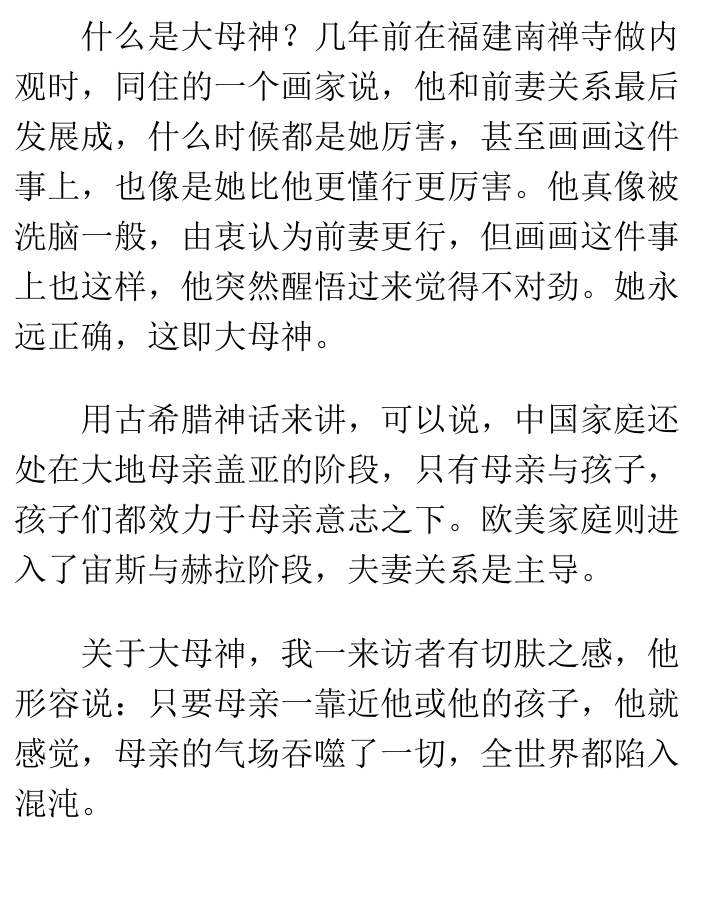 什么是大母神？几年前在福建南禅寺做内
观时，同住的一个画家说，他和前妻关系最后
发展成，什么时候都是她厉害，甚至画画这件
事上，也像是她比他更懂行更厉害。他真像被
洗脑一般，由衷认为前妻更行，但画画这件事
上也这样，他突然醒悟过来觉得不对劲。她永
远正确，这即大母神。
用古希腊神话来讲，可以说，中国家庭还
处在大地母亲盖亚的阶段，只有母亲与孩子，
孩子们都效力于母亲意志之下。欧美家庭则进
入了宙斯与赫拉阶段，夫妻关系是主导。
关于大母神，我一来访者有切肤之感，他
形容说：只要母亲一靠近他或他的孩子，他就
感觉，母亲的气场吞噬了一切，全世界都陷入
混沌。